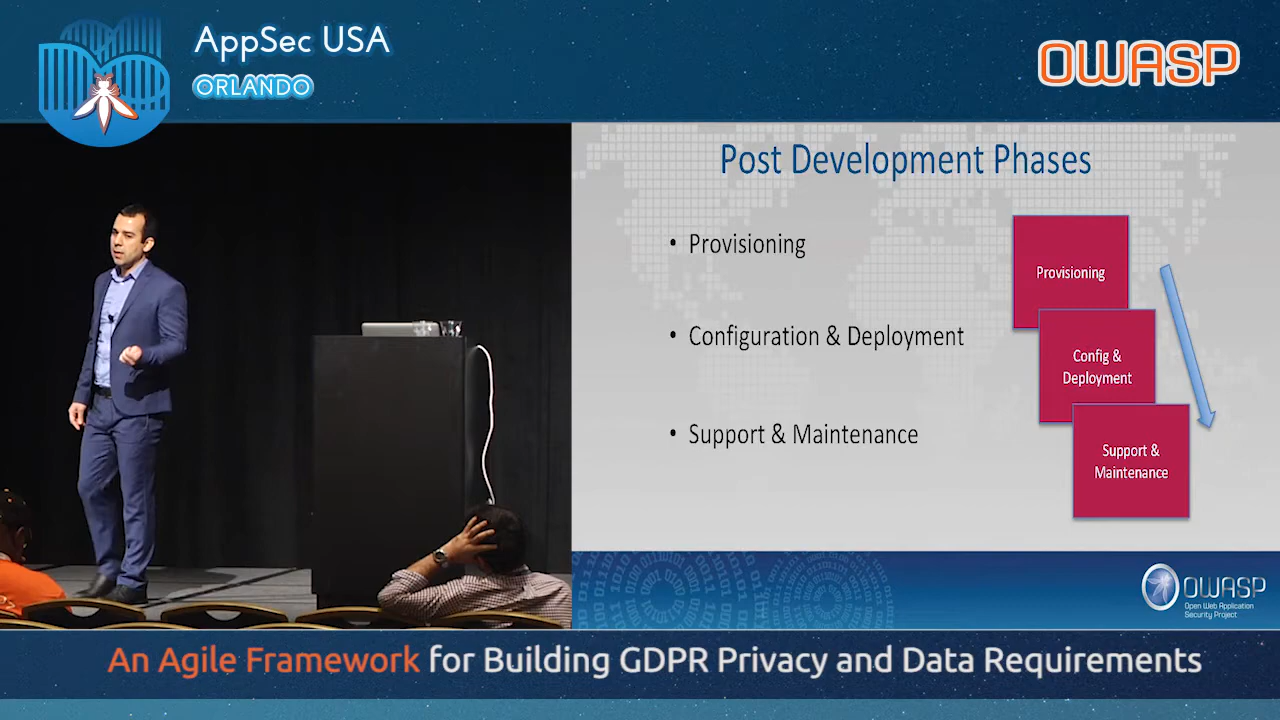 AppSec USA
ORLANDO
OWASP
Post Development Phases
• Provisioning
• Configuration & Deployment
• Support & Maintenance
Provisioning
Config &
Deployment
Support &
Maintenance
OWASP
Open Web Application
Security Project
An Agile Framework for Building GDPR Privacy and Data Requirements